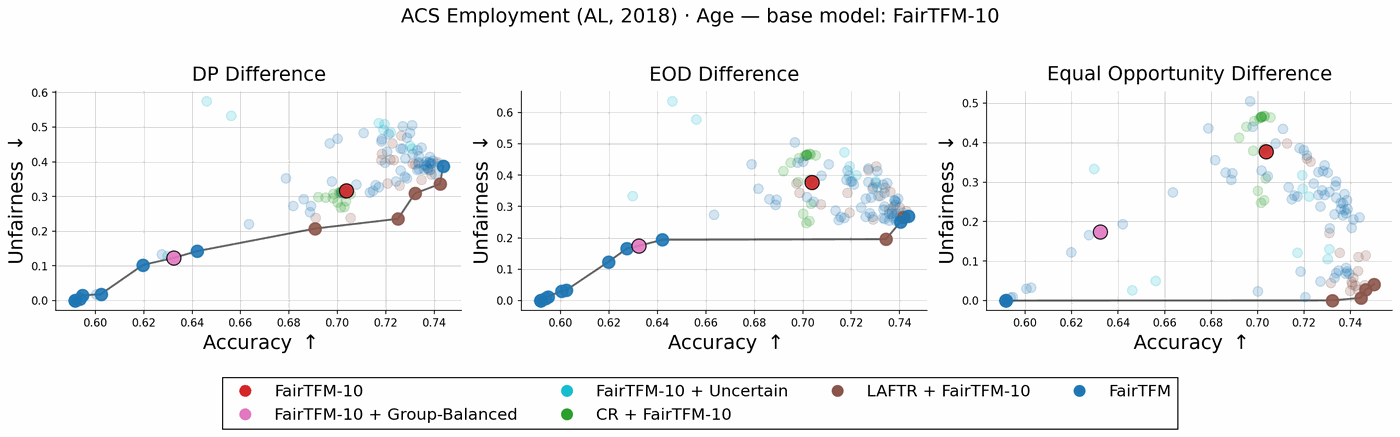 ACS Employment (AL, 2018) · Age — base model: FairTFM-10
DP Difference
Unfairness ↓
0.6
0.5
0.4
0.3
0.2
0.1
0.0
0.60 0.62 0.64 0.66 0.68 0.70 0.72 0.74
Accuracy ↑
EOD Difference
Unfairness ↓
0.6
0.5
0.4
0.3
0.2
0.1
0.0
0.60 0.62 0.64 0.66 0.68 0.70 0.72 0.74
Accuracy ↑
Equal Opportunity Difference
Unfairness ↓
0.5
0.4
0.3
0.2
0.1
0.0
0.60 0.62 0.64 0.66 0.68 0.70 0.72 0.74
Accuracy ↑
FairTFM-10 FairTFM-10 + Uncertain LAFTR + FairTFM-10 FairTFM
FairTFM-10 + Group-Balanced CR + FairTFM-10